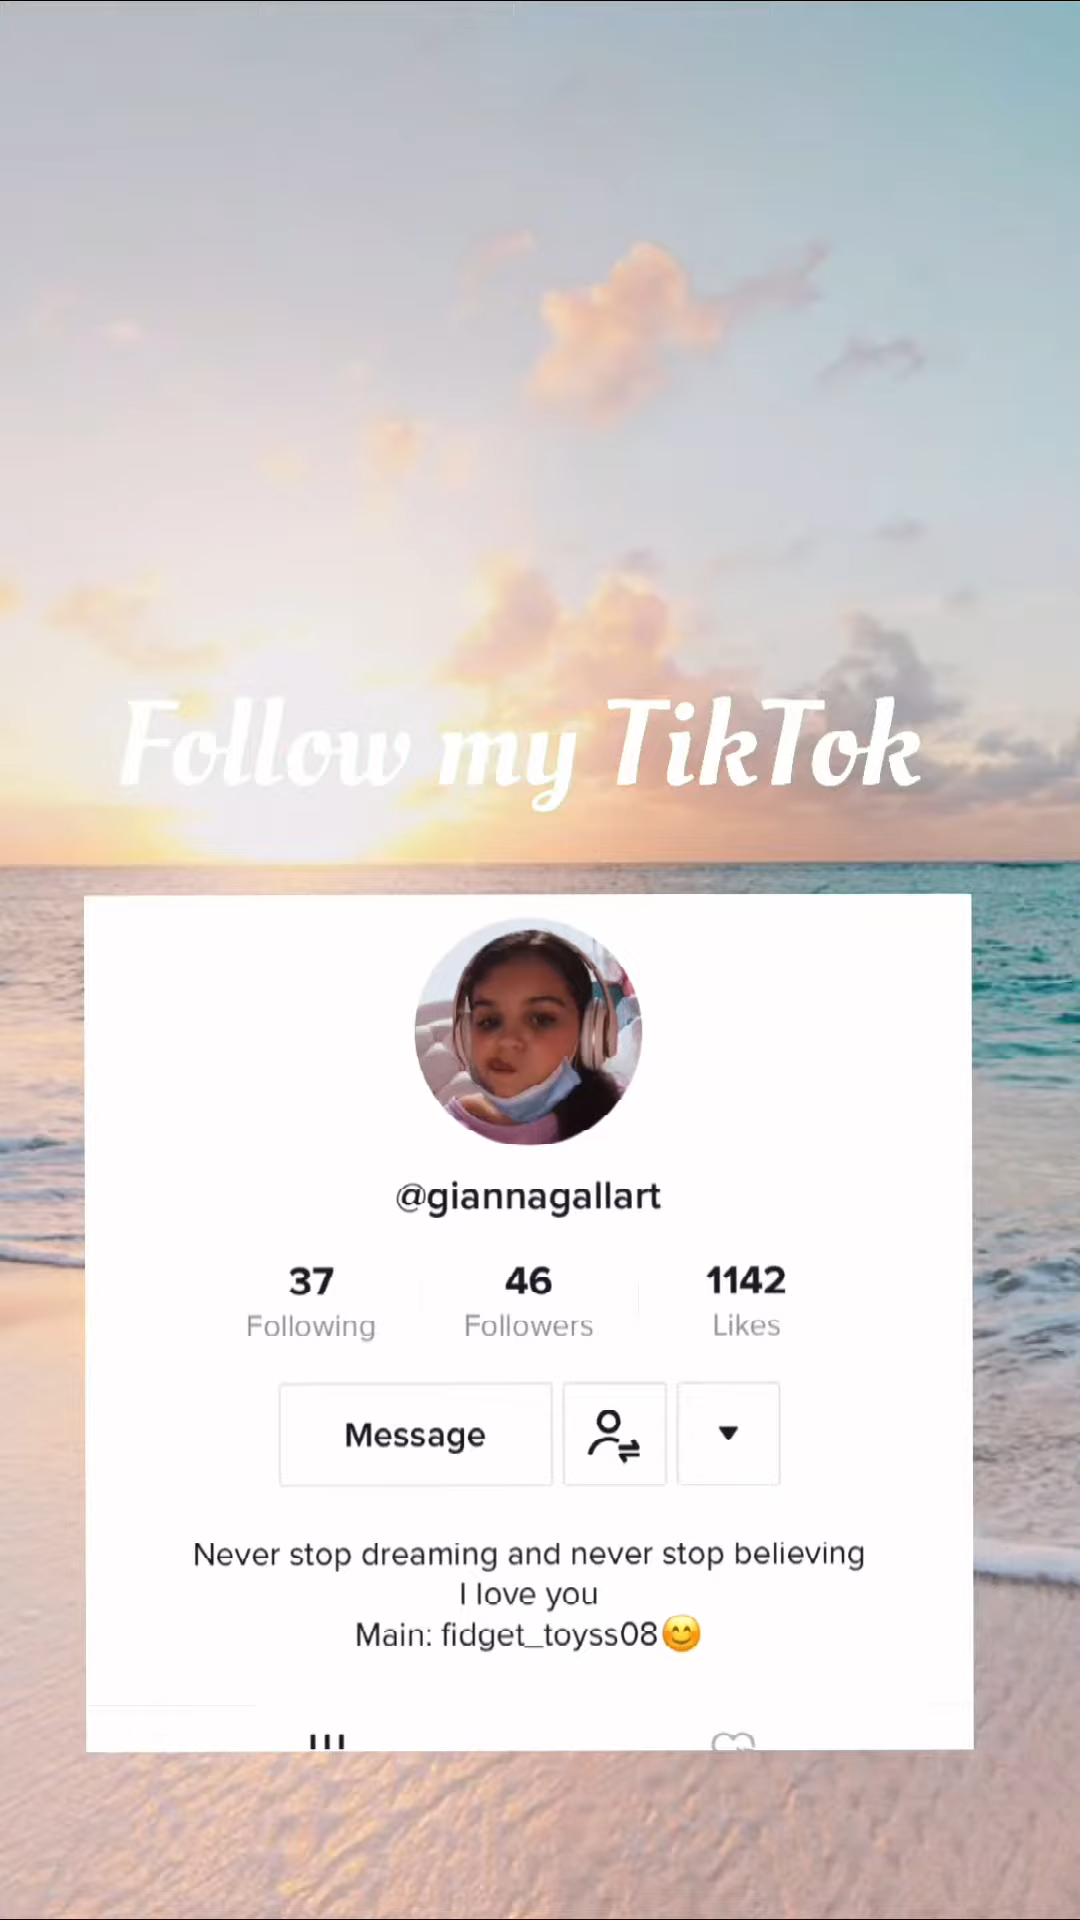 Follow my TikTok
@giannagallart
37 46 1142
Following Followers Likes
Message
Never stop dreaming and never stop believing
I love you
Main: fidget_toyss08😊